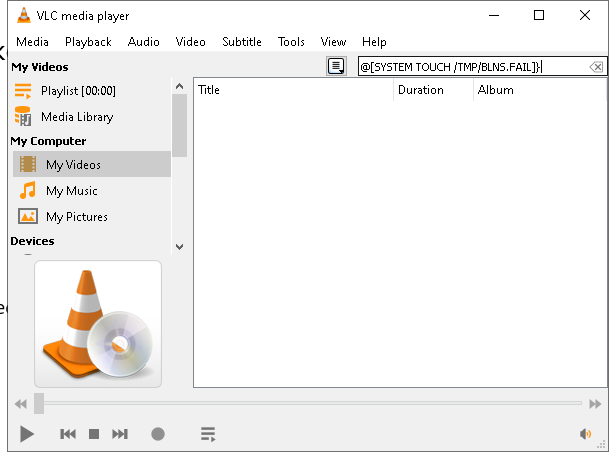 VLC media player
Media Playback Audio Video Subtitle Tools View Help
My Videos
@[SYSTEM TOUCH /TMP/BLNS.FAIL]}
Playlist [00:00]
Media Library
My Computer
My Videos
My Music
My Pictures
Devices
Title Duration Album